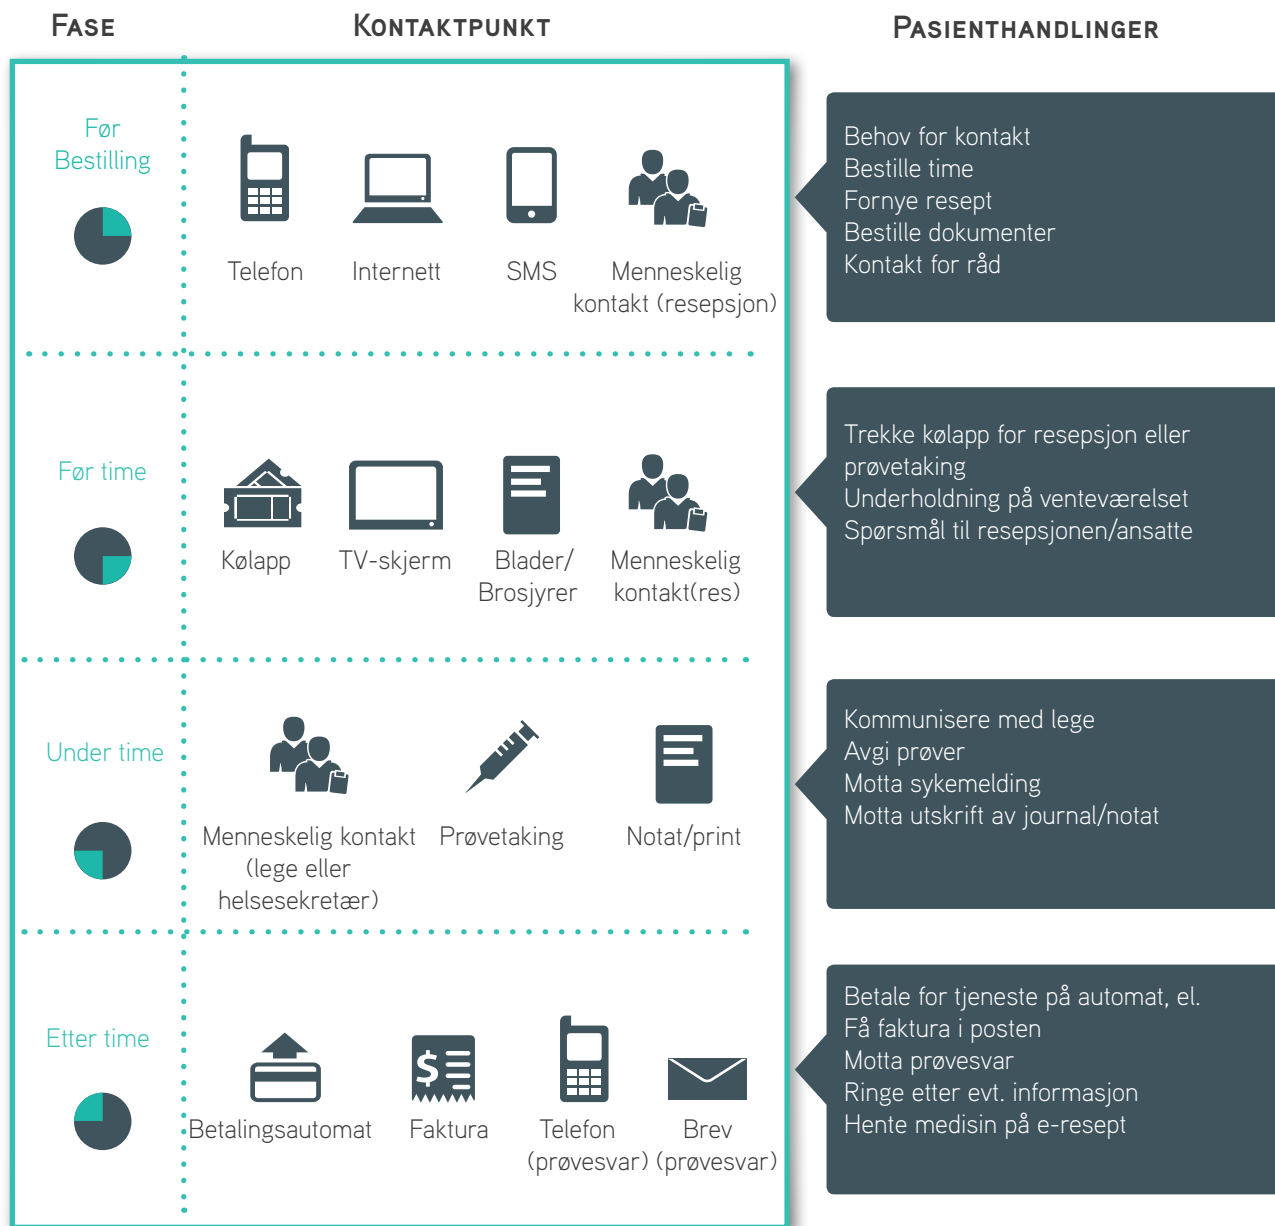 FASE
KONTAKTPUNKT
PASIENTHANDLINGER
Før
Bestilling
Telefon
Internett
SMS
Menneskelig
kontakt (resepsjon)
Behov for kontakt
Bestille time
Fornye resept
Bestille dokumenter
Kontakt for råd
Før time
Kølapp
TV-skjerm
Blader/
Brosjyrer
Menneskelig
kontakt(res)
Trekke kølapp for resepsjon eller
prøvetaking
Underholdning på venteværelset
Spørsmål til resepsjonen/ansatte
Under time
Menneskelig kontakt
(lege eller
helsesekretær)
Prøvetaking
Notat/print
Kommunisere med lege
Avgi prøver
Motta sykemelding
Motta utskrift av journal/notat
Etter time
Betalingsautomat
$
Faktura
Telefon
(prøvesvar)
Brev
(prøvesvar)
Betale for tjeneste på automat, el.
Få faktura i posten
Motta prøvesvar
Ringe etter evt. informasjon
Hente medisin på e-resept